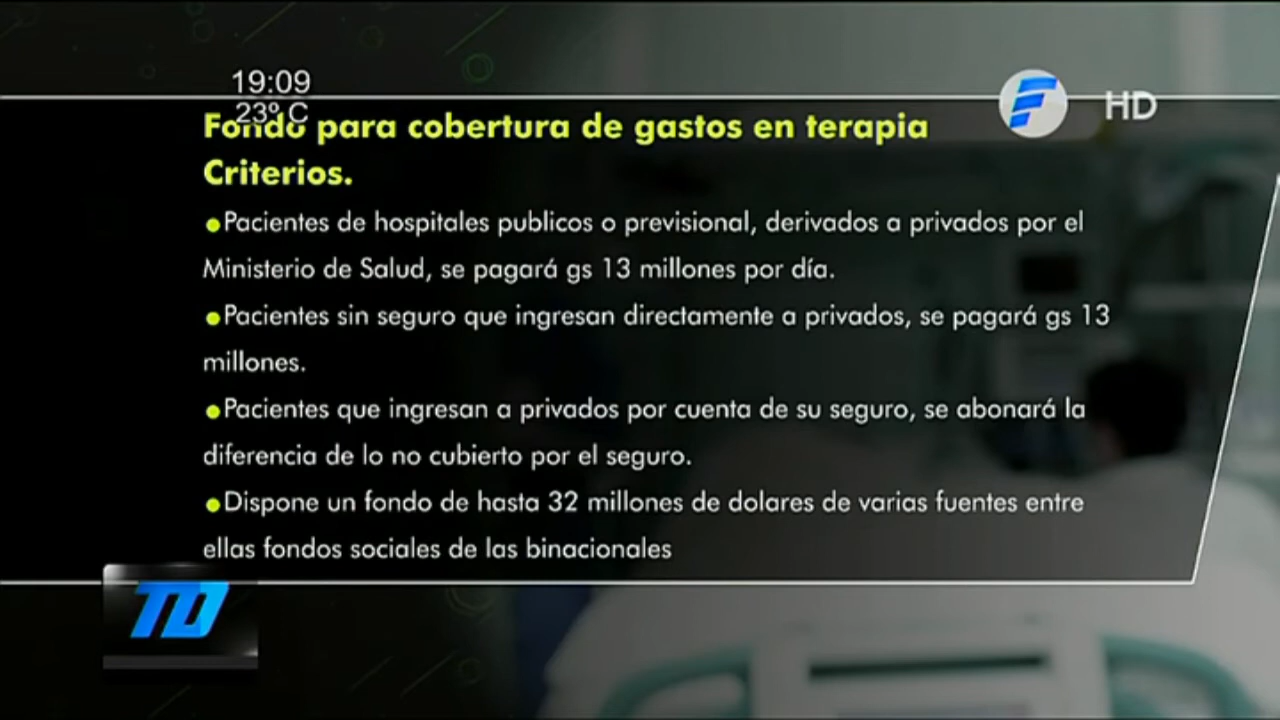 19:09
23º C
HD
Fondo para cobertura de gastos en terapia
Criterios.
●Pacientes de hospitales publicos o previsional, derivados a privados por el
Ministerio de Salud, se pagará gs 13 millones por día.
●Pacientes sin seguro que ingresan directamente a privados, se pagará gs 13
millones.
●Pacientes que ingresan a privados por cuenta de su seguro, se abonará la
diferencia de lo no cubierto por el seguro.
●Dispone un fondo de hasta 32 millones de dolares de varias fuentes entre
ellas fondos sociales de las binacionales
TD